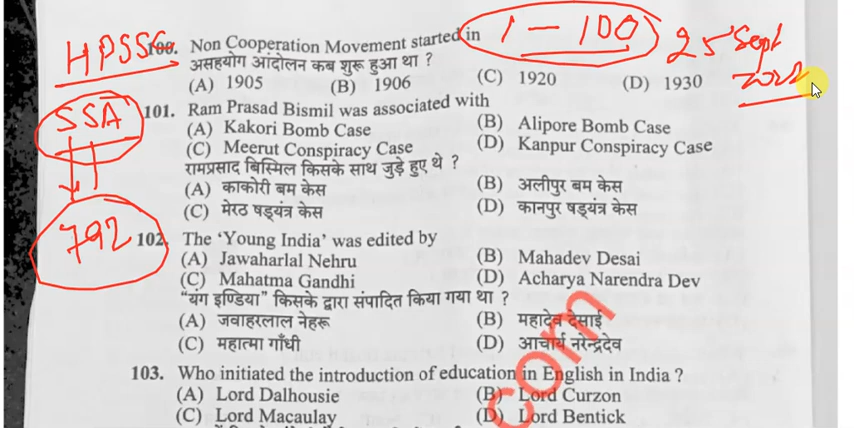 HPSSC 100. Non Cooperation Movement started in 1 - 100 25 Sept
असहयोग आंदोलन कब शुरू हुआ था ?
(A) 1905 (B) 1906 (C) 1920 (D) 1930
SSA 101. Ram Prasad Bismil was associated with
(A) Kakori Bomb Case (B) Alipore Bomb Case
(C) Meerut Conspiracy Case (D) Kanpur Conspiracy Case
रामप्रसाद बिस्मिल किसके साथ जुड़े हुए थे ?
(A) काकोरी बम केस (B) अलीपुर बम केस
(C) मेरठ षड्यंत्र केस (D) कानपुर षड्यंत्र केस
792 102. The ‘Young India’ was edited by
(A) Jawaharlal Nehru (B) Mahadev Desai
(C) Mahatma Gandhi (D) Acharya Narendra Dev
“यंग इण्डिया” किसके द्वारा संपादित किया गया था ?
(A) जवाहरलाल नेहरू (B) महादेव देसाई
(C) महात्मा गाँधी (D) आचार्य नरेन्द्रदेव
103. Who initiated the introduction of education in English in India ?
(A) Lord Dalhousie (B) Lord Curzon
(C) Lord Macaulay (D) Lord Bentick
com